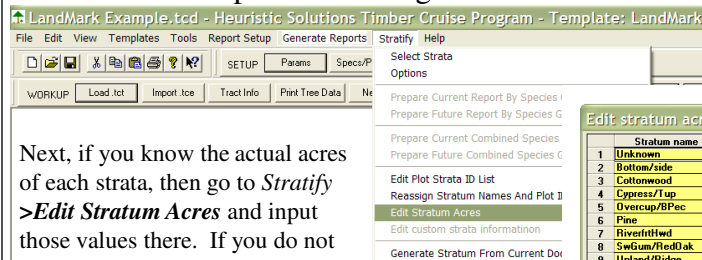 LandMark Example.tcd - Heuristic Solutions Timber Cruise Program - Template: LandMark
File Edit View Templates Tools Report Setup Generate Reports Stratify Help
SETUP Params Specs/P
WORKUP Load .tct Import .tce Tract Info Print Tree Data Ne
Select Strata
Options
Prepare Current Report By Species
Prepare Future Report By Species G
Prepare Current Combined Species
Prepare Future Combined Species G
Edit Plot Strata ID List
Reassign Stratum Names And Plot I
Edit Stratum Acres
Edit custom strata informatinon
Generate Stratum From Current Doc
Edit stratum acr
Stratum name
1 Unknown
2 Bottom/side
3 Cottonwood
4 Cypress/Tup
5 Overcup/BPec
6 Pine
7 RiverfrtHwd
8 SwGum/RedOak
9 Upland/Ridge
Next, if you know the actual acres
of each strata, then go to Stratify
>Edit Stratum Acres and input
those values there. If you do not